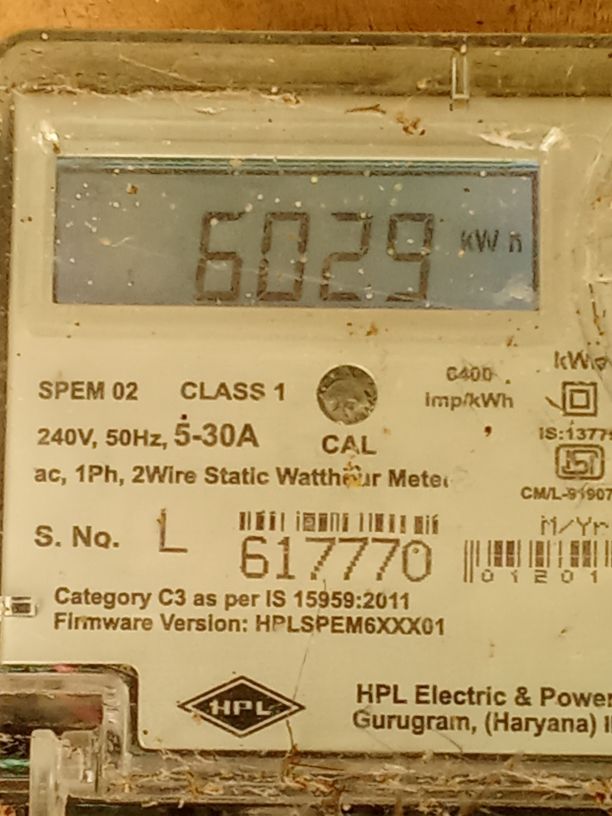 6029 kWh
SPEM 02 CLASS 1
6400 imp/kWh
240V, 50Hz, 5-30A
CAL
ac, 1Ph, 2Wire Static Watthour Meter
S. No. L 617770
M/Yr
Category C3 as per IS 15959:2011
Firmware Version: HPLSPEM6XXX01
HPL
HPL Electric & Power
Gurugram, (Haryana)